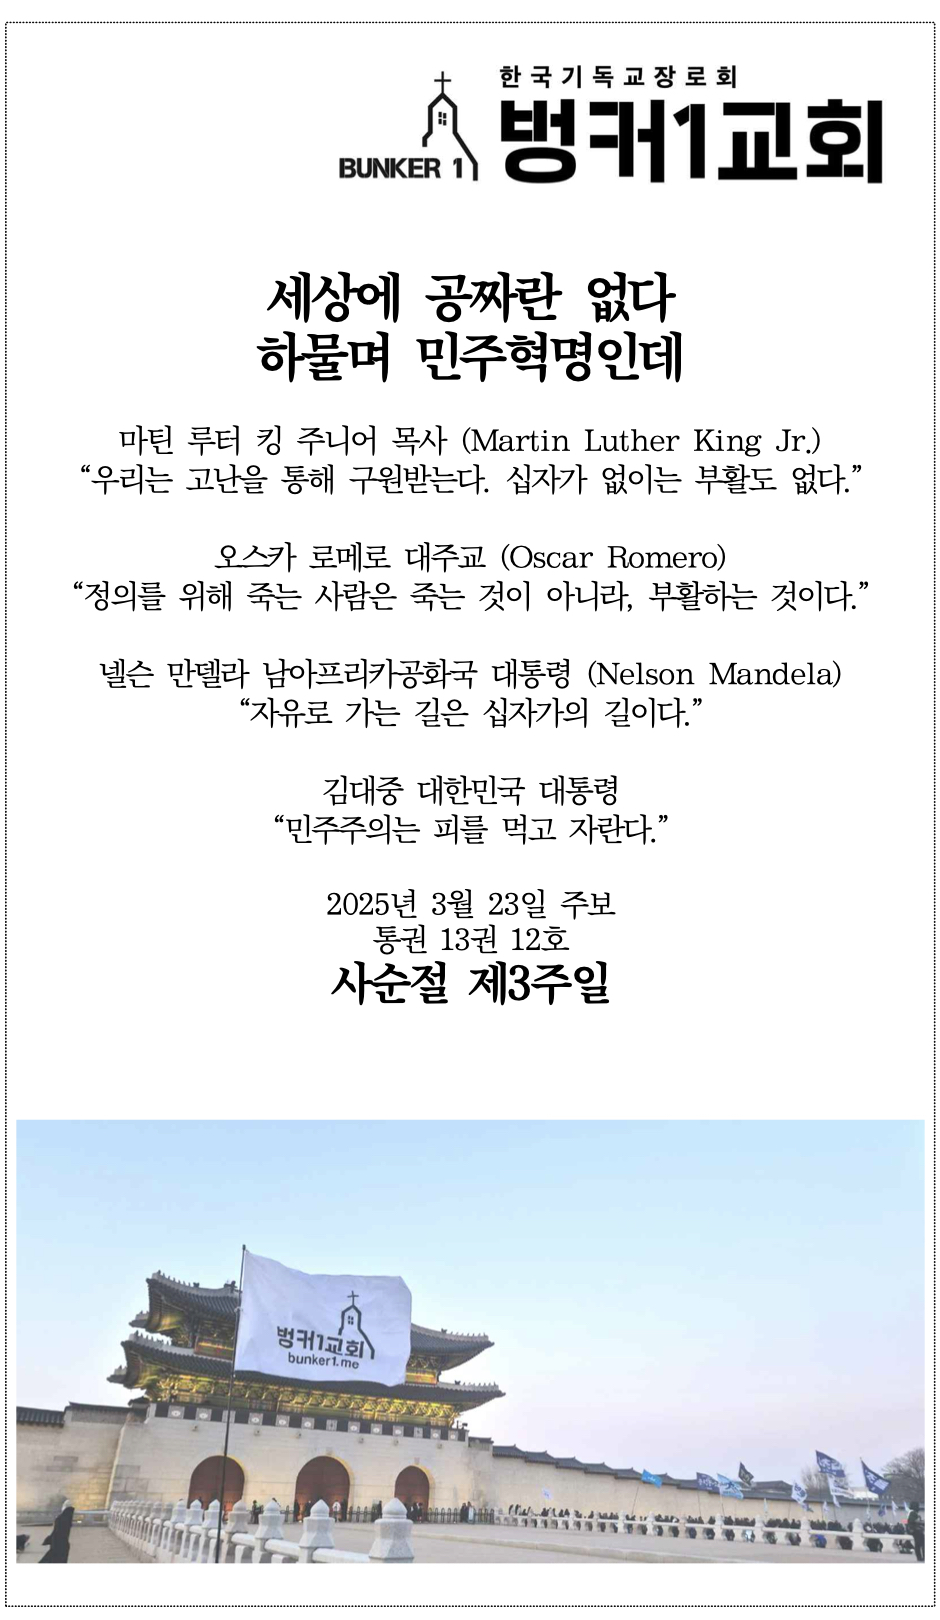 한국기독교장로회
BUNKER 1 벙커1교회
세상에 공짜란 없다
하물며 민주혁명인데
마틴 루터 킹 주니어 목사 (Martin Luther King Jr.)
“우리는 고난을 통해 구원받는다. 십자가 없이는 부활도 없다.”
오스카 로메로 대주교 (Oscar Romero)
“정의를 위해 죽는 사람은 죽는 것이 아니라, 부활하는 것이다.”
넬슨 만델라 남아프리카공화국 대통령 (Nelson Mandela)
“자유로 가는 길은 십자가의 길이다.”
김대중 대한민국 대통령
“민주주의는 피를 먹고 자란다.”
2025년 3월 23일 주보
통권 13권 12호
사순절 제3주일
벙커1교회
bunker1.me